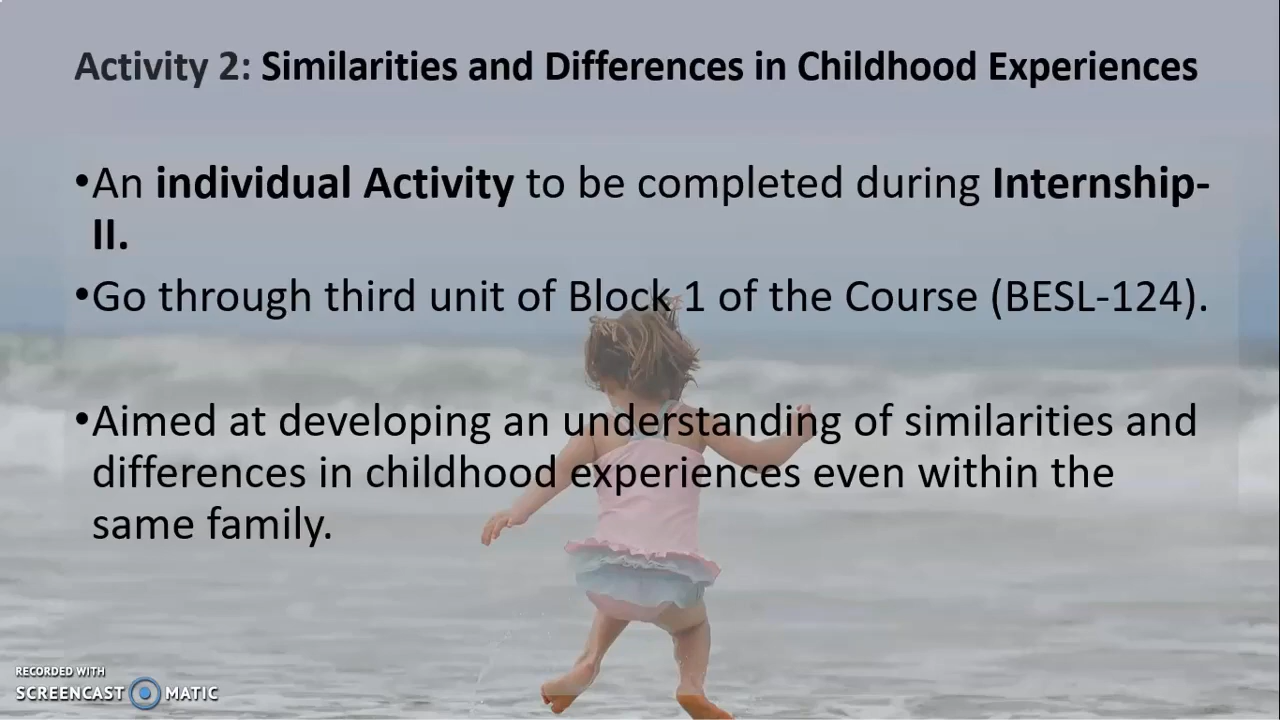 Activity 2: Similarities and Differences in Childhood Experiences
•An individual Activity to be completed during Internship-
II.
•Go through third unit of Block 1 of the Course (BESL-124).
•Aimed at developing an understanding of similarities and
differences in childhood experiences even within the
same family.
RECORDED WITH
SCREENCAST MATIC